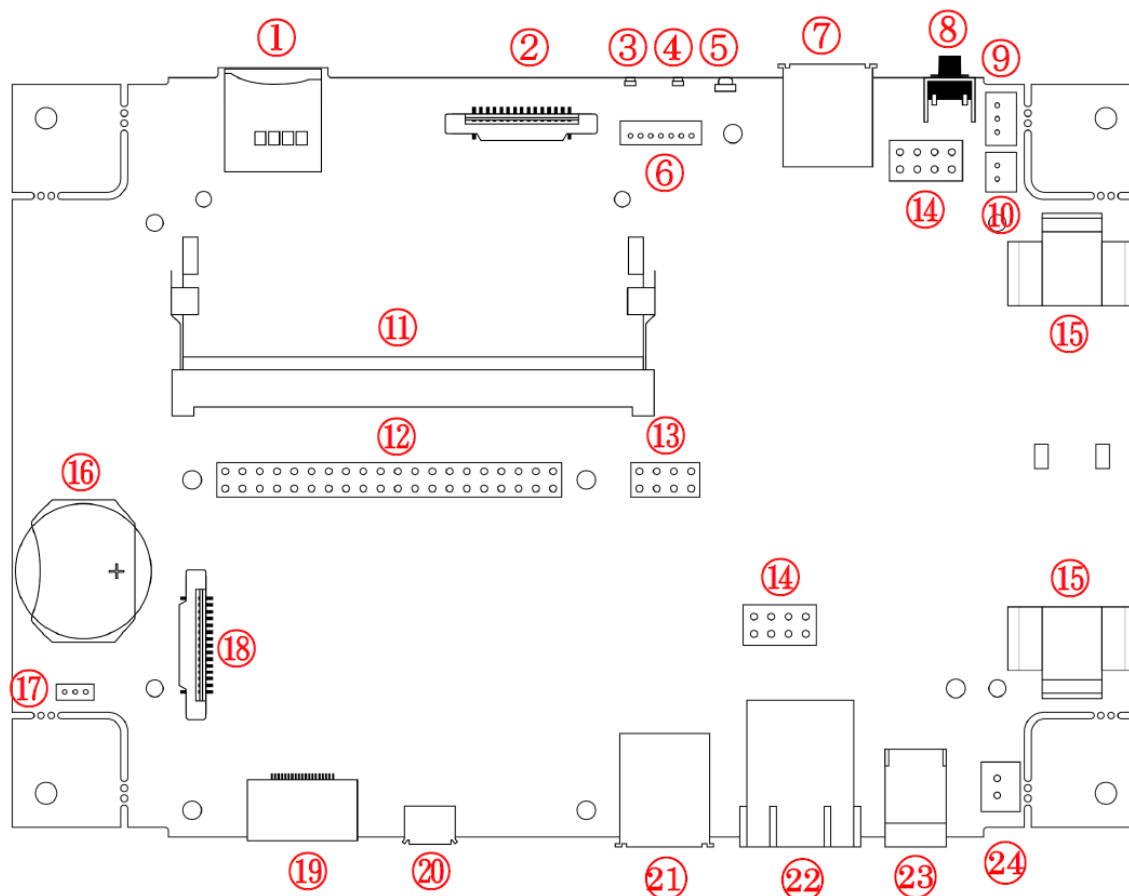 ① ② ③ ④ ⑤ ⑦ ⑧ ⑨
⑥ ⑭ ⑩
⑪ ⑮
⑫ ⑬
⑯
⑭ ⑮
⑱
⑰
⑲ ⑳ ㉑ ㉒ ㉓ ㉔